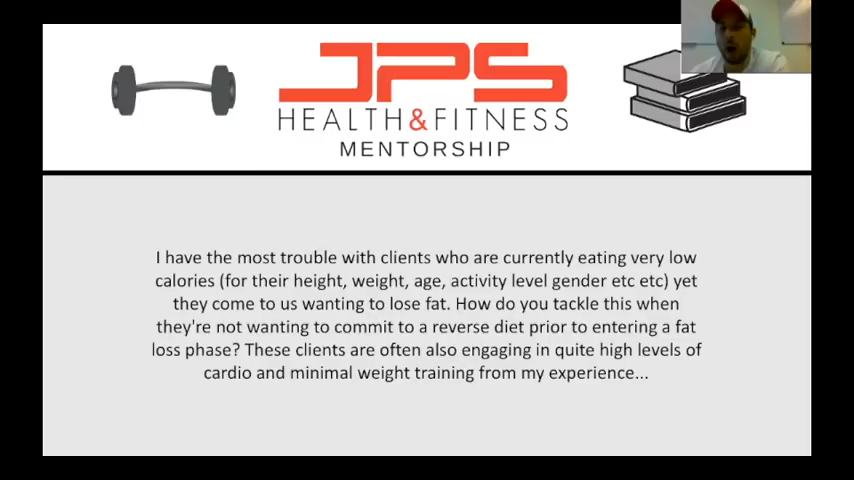 JPS
HEALTH&FITNESS
MENTORSHIP
I have the most trouble with clients who are currently eating very low
calories (for their height, weight, age, activity level gender etc etc) yet
they come to us wanting to lose fat. How do you tackle this when
they're not wanting to commit to a reverse diet prior to entering a fat
loss phase? These clients are often also engaging in quite high levels of
cardio and minimal weight training from my experience...